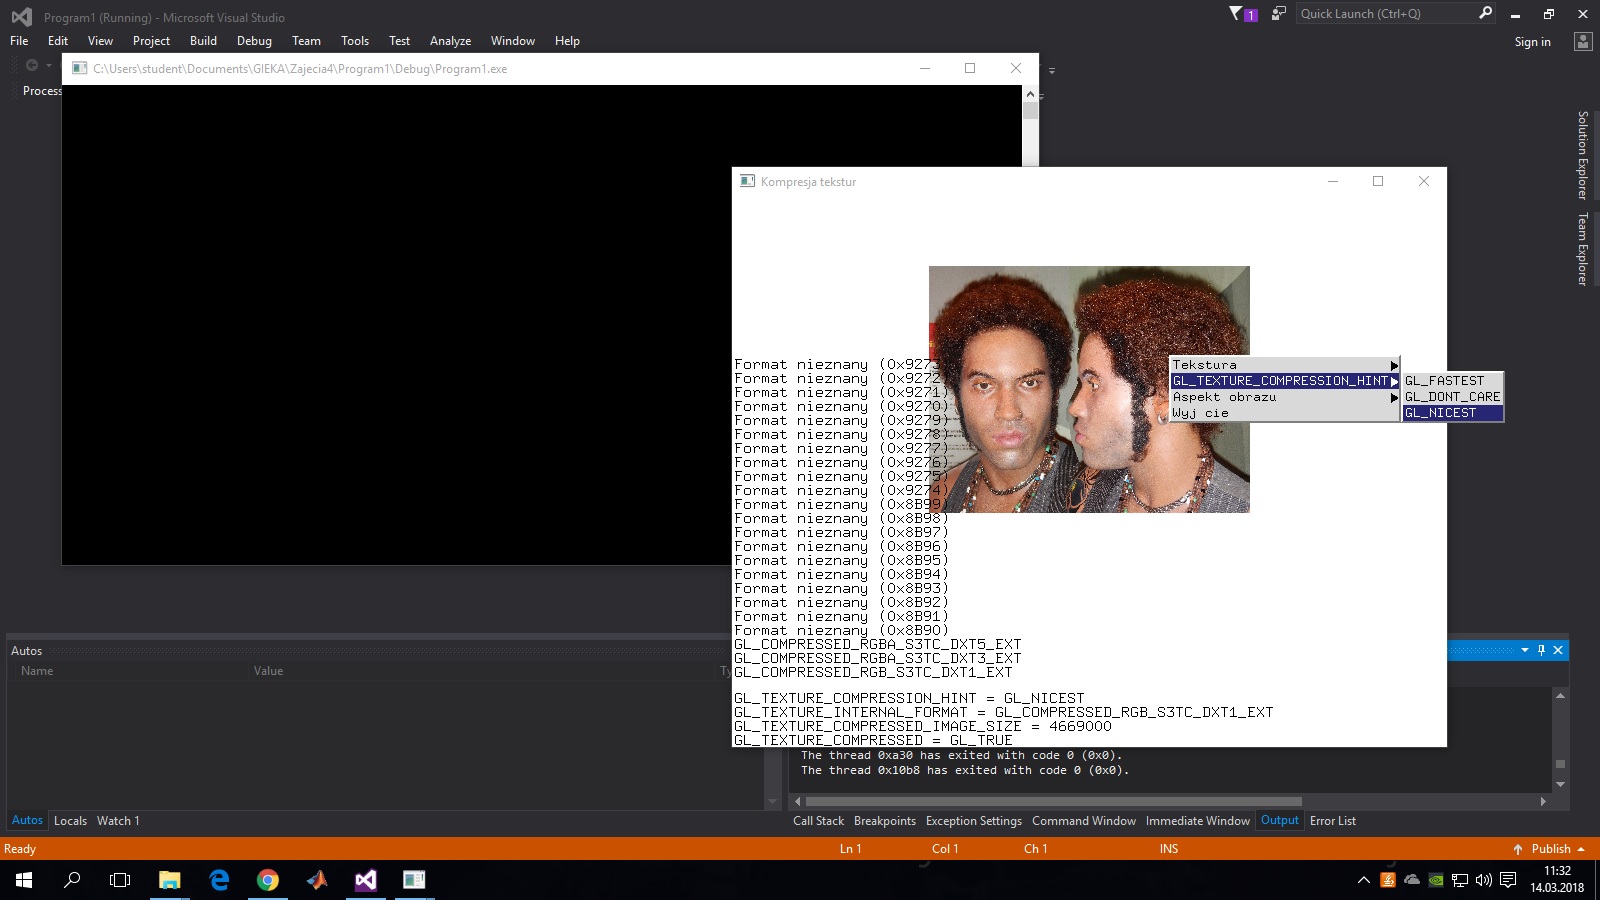 Program1 (Running) - Microsoft Visual Studio
1
Quick Launch (Ctrl+Q)
File Edit View Project Build Debug Team Tools Test Analyze Window Help
Sign in
C:\Users\student\Documents\GIEKA\Zajecia4\Program1\Debug\Program1.exe
Process
Solution Explorer
Team Explorer
Kompresja tekstur
Format nieznany (0x9273
Format nieznany (0x9272)
Format nieznany (0x9271)
Format nieznany (0x9270)
Format nieznany (0x9279)
Format nieznany (0x9278)
Format nieznany (0x9277)
Format nieznany (0x9276)
Format nieznany (0x9275)
Format nieznany (0x9274)
Format nieznany (0x8B99)
Format nieznany (0x8B98)
Format nieznany (0x8B97)
Format nieznany (0x8B96)
Format nieznany (0x8B95)
Format nieznany (0x8B94)
Format nieznany (0x8B93)
Format nieznany (0x8B92)
Format nieznany (0x8B91)
Format nieznany (0x8B90)
GL_COMPRESSED_RGBA_S3TC_DXT5_EXT
GL_COMPRESSED_RGBA_S3TC_DXT3_EXT
GL_COMPRESSED_RGB_S3TC_DXT1_EXT
GL_TEXTURE_COMPRESSION_HINT = GL_NICEST
GL_TEXTURE_INTERNAL_FORMAT = GL_COMPRESSED_RGB_S3TC_DXT1_EXT
GL_TEXTURE_COMPRESSED_IMAGE_SIZE = 4669000
GL_TEXTURE_COMPRESSED = GL_TRUE
Tekstura
GL_TEXTURE_COMPRESSION_HINT
Aspekt obrazu
Wyj cie
GL_FASTEST
GL_DONT_CARE
GL_NICEST
Autos
Name Value Ty
The thread 0xa30 has exited with code 0 (0x0).
The thread 0x10b8 has exited with code 0 (0x0).
Autos Locals Watch 1
Call Stack Breakpoints Exception Settings Command Window Immediate Window Output Error List
Ready Ln 1 Col 1 Ch 1 INS Publish
11:32
14.03.2018